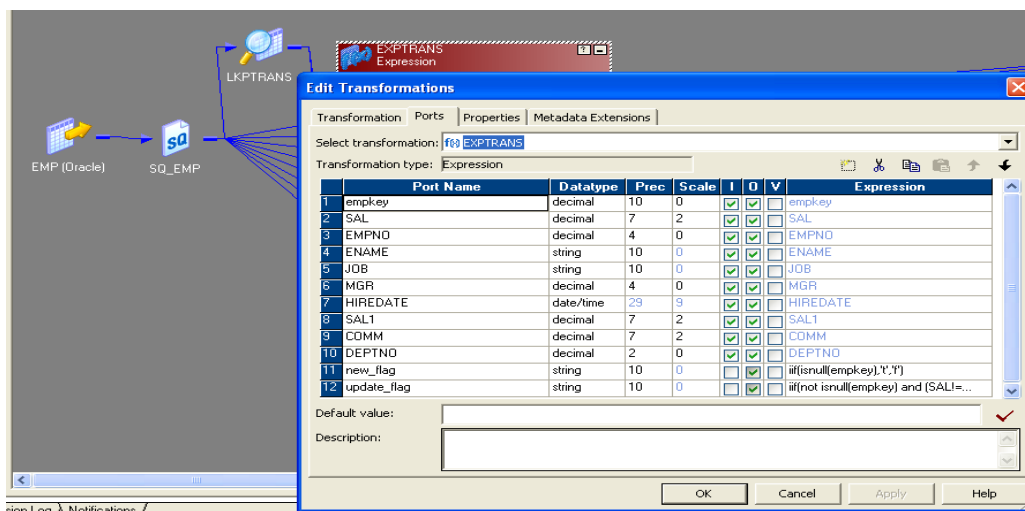 EXPTRANS
Expression
LKPTRANS
EMP (Oracle)
SQ
SQ_EMP
Edit Transformations
Transformation Ports Properties Metadata Extensions
Select transformation: f(x) EXPTRANS
Transformation type: Expression
Port Name Datatype Prec Scale I O V Expression
1 empkey decimal 10 0 empkey
2 SAL decimal 7 2 SAL
3 EMPNO decimal 4 0 EMPNO
4 ENAME string 10 0 ENAME
5 JOB string 10 0 JOB
6 MGR decimal 4 0 MGR
7 HIREDATE date/time 29 9 HIREDATE
8 SAL1 decimal 7 2 SAL1
9 COMM decimal 7 2 COMM
10 DEPTNO decimal 2 0 DEPTNO
11 new_flag string 10 0 iif(isnull(empkey),'t','f')
12 update_flag string 10 0 iif(not isnull(empkey) and (SAL!=...
Default value:
Description:
OK Cancel Apply Help
sion Log Notifications